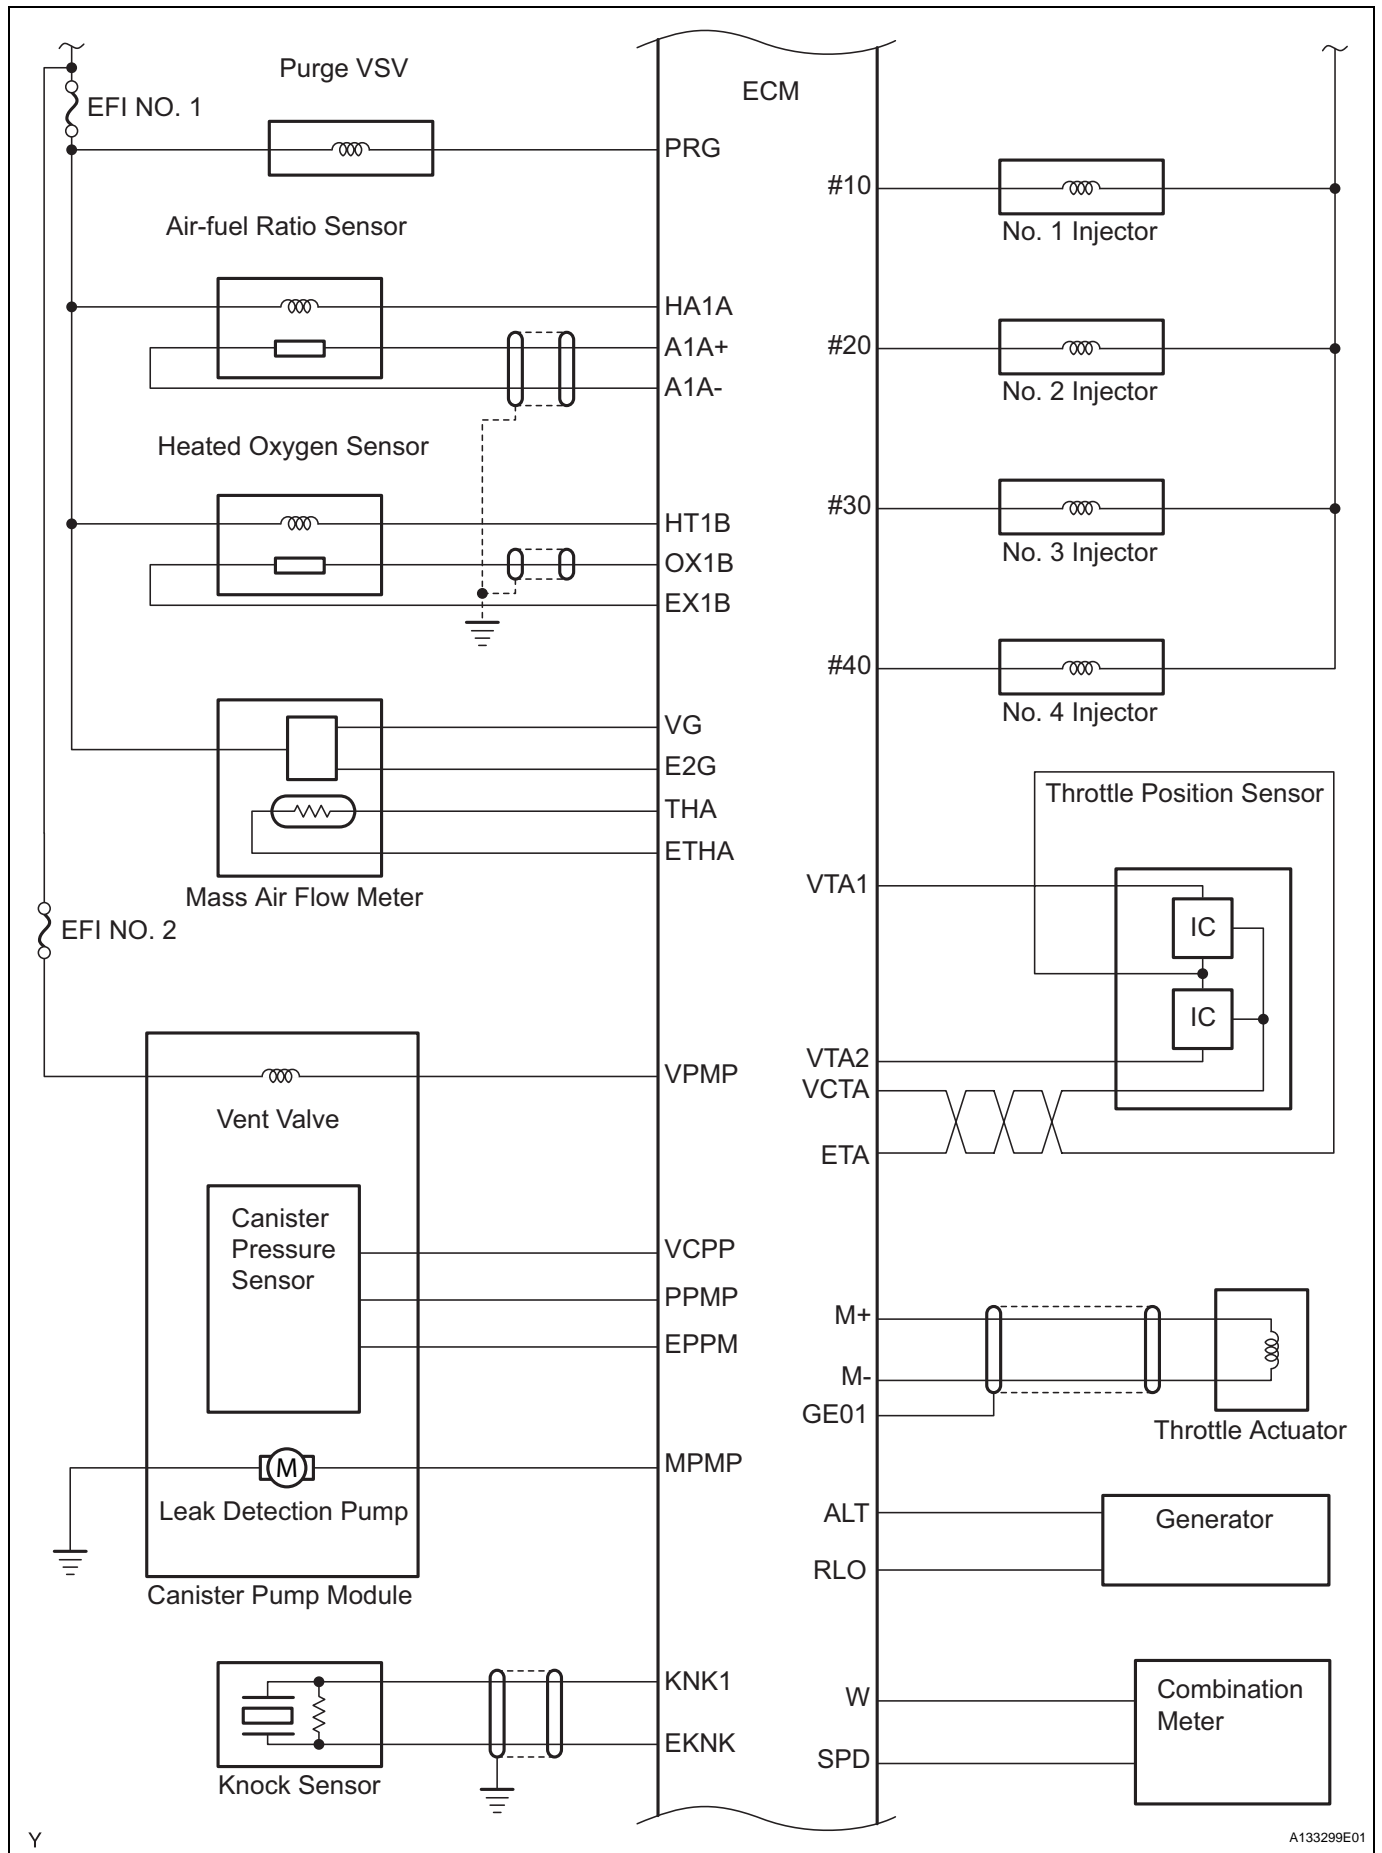 Purge VSV
EFI NO. 1
ECM
PRG
Air-fuel Ratio Sensor
HA1A
A1A+
A1A-
Heated Oxygen Sensor
HT1B
OX1B
EX1B
VG
E2G
THA
ETHA
Mass Air Flow Meter
EFI NO. 2
VPMP
Vent Valve
Canister
Pressure
Sensor
VCPP
PPMP
EPPM
M
MPMP
Leak Detection Pump
Canister Pump Module
KNK1
EKNK
Knock Sensor
#10
No. 1 Injector
#20
No. 2 Injector
#30
No. 3 Injector
#40
No. 4 Injector
Throttle Position Sensor
VTA1
IC
IC
VTA2
VCTA
ETA
M+
M-
GE01
Throttle Actuator
ALT
Generator
RLO
W
Combination
Meter
SPD
Y
A133299E01